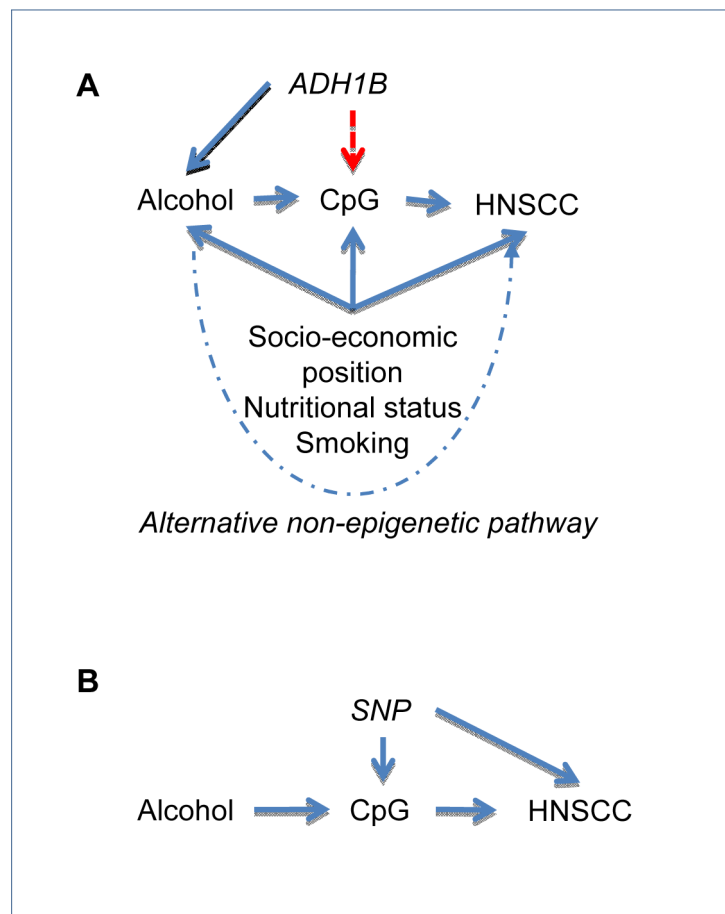 A
ADH1B
Alcohol CpG HNSCC
Socio-economic
position
Nutritional status
Smoking
Alternative non-epigenetic pathway
B
SNP
Alcohol CpG HNSCC